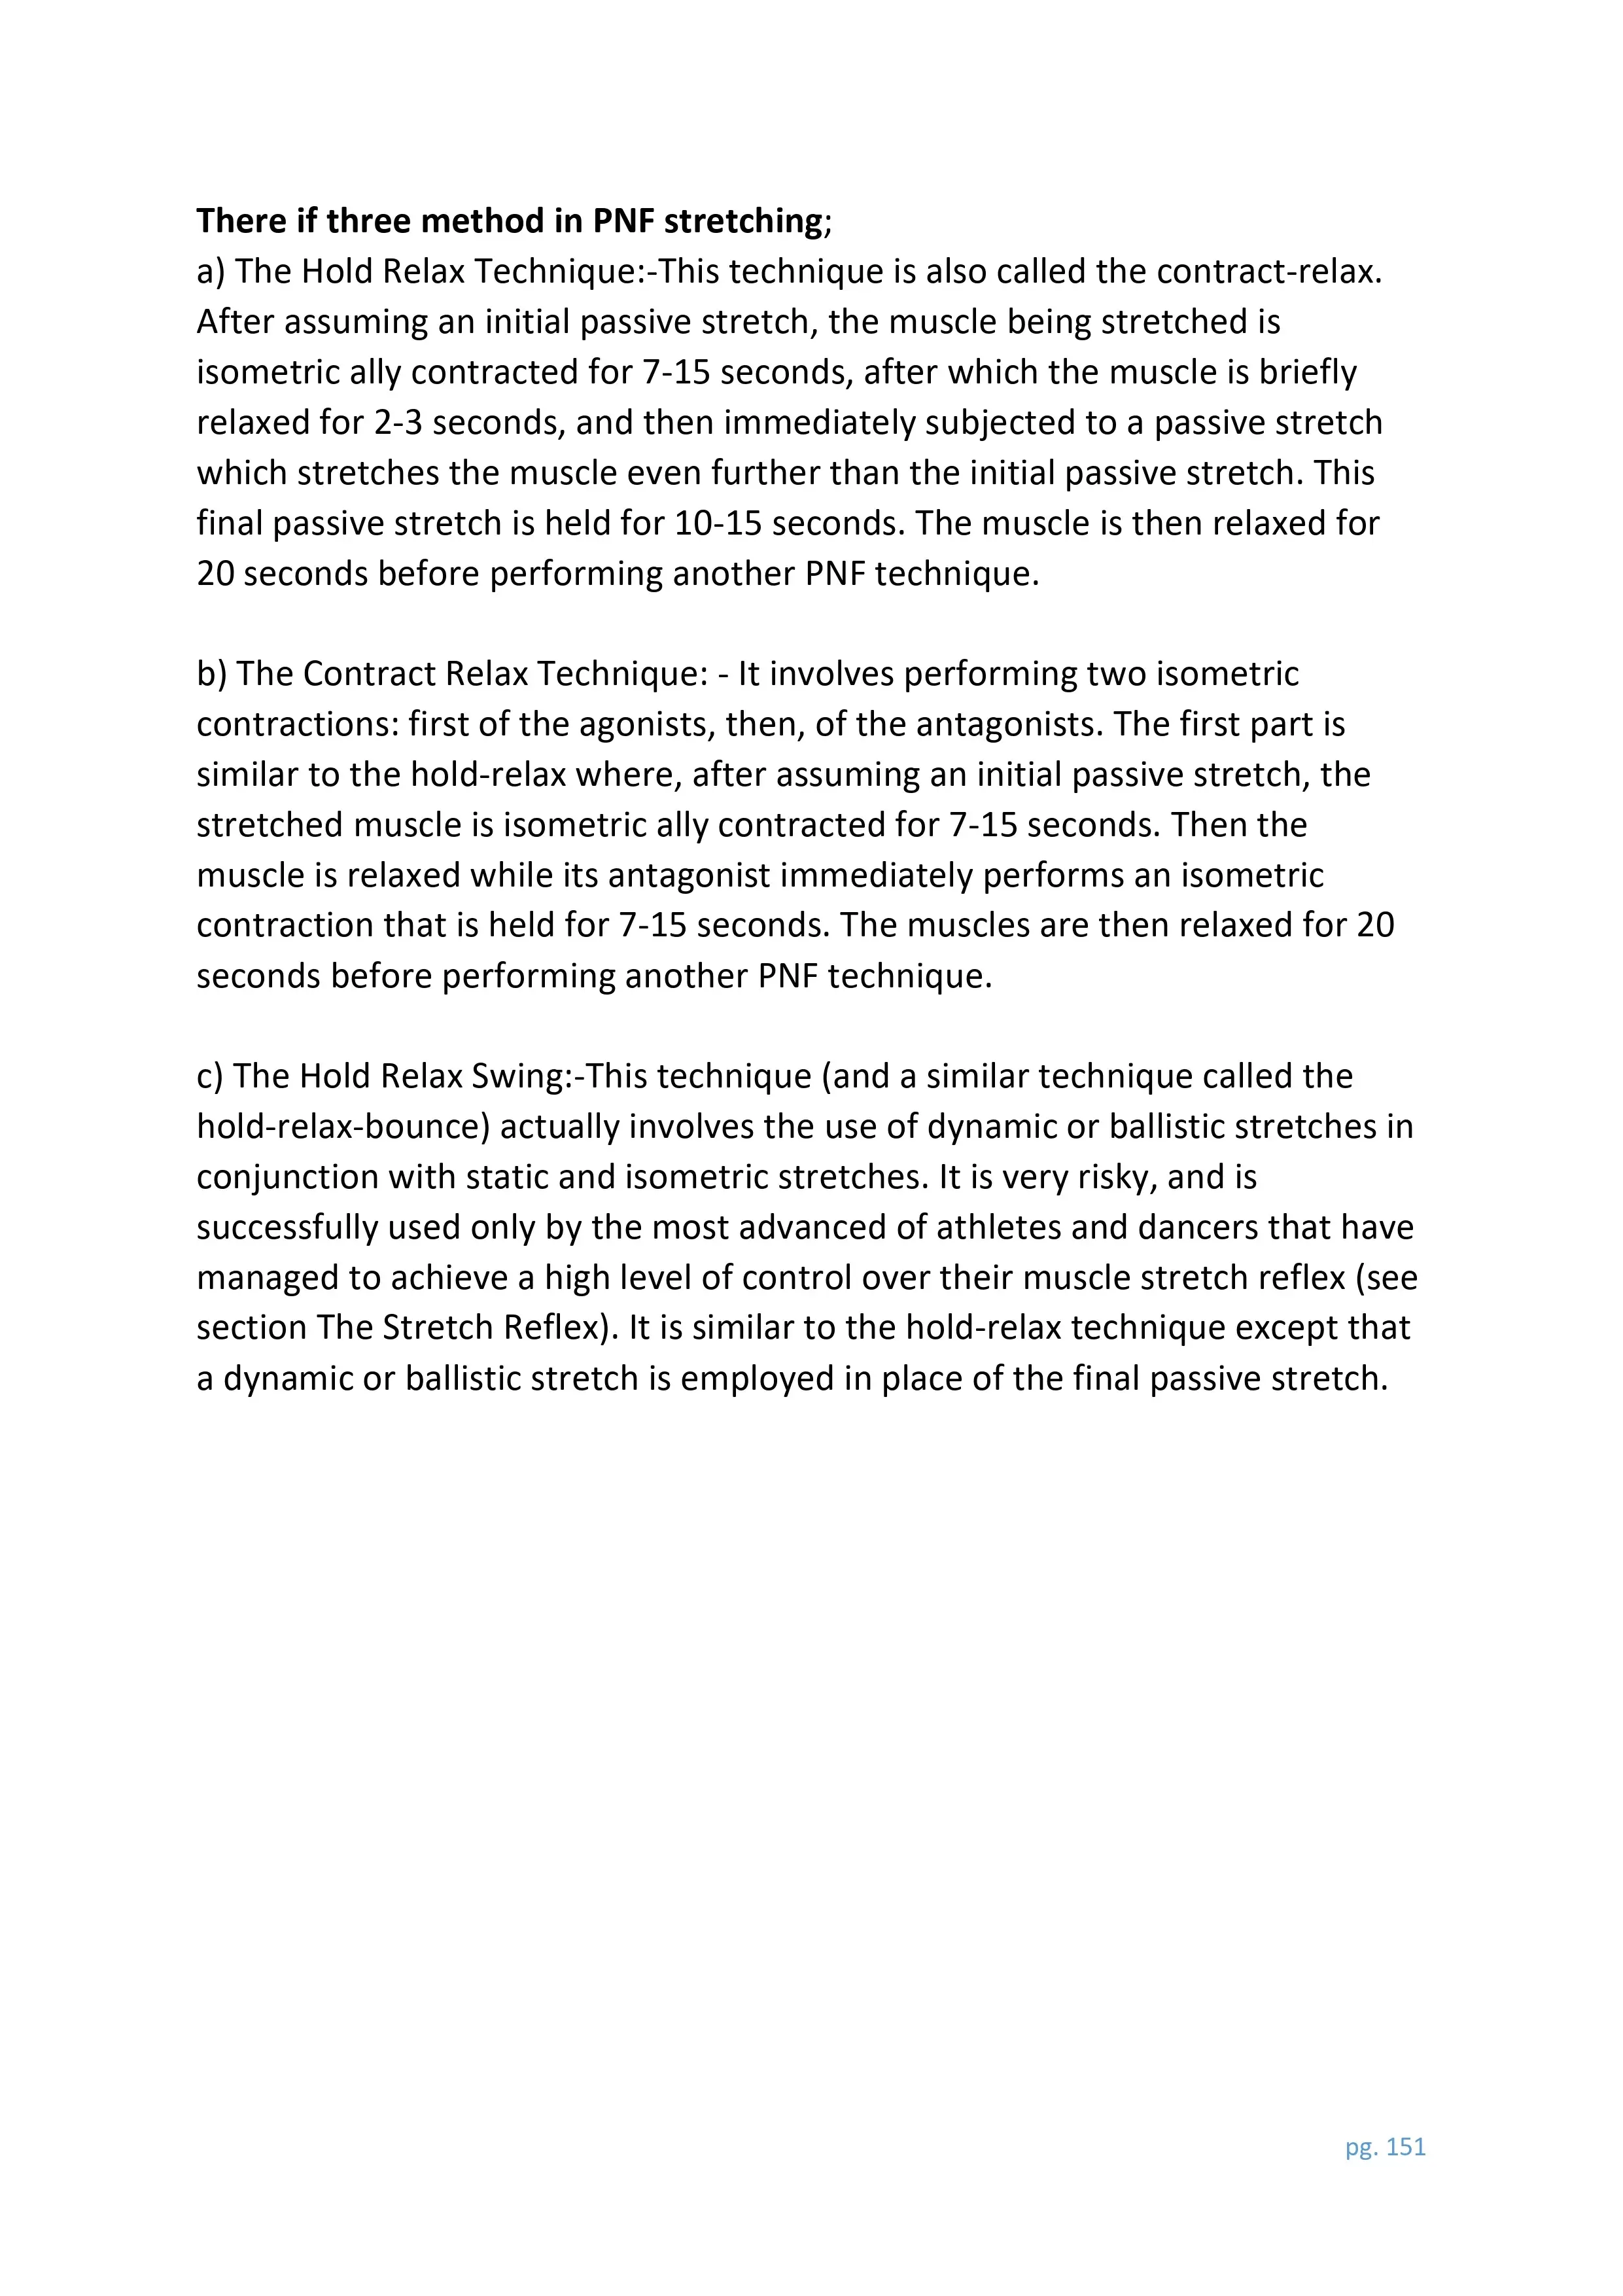 There if three method in PNF stretching;
a) The Hold Relax Technique:-This technique is also called the contract-relax.
After assuming an initial passive stretch, the muscle being stretched is
isometric ally contracted for 7-15 seconds, after which the muscle is briefly
relaxed for 2-3 seconds, and then immediately subjected to a passive stretch
which stretches the muscle even further than the initial passive stretch. This
final passive stretch is held for 10-15 seconds. The muscle is then relaxed for
20 seconds before performing another PNF technique.
b) The Contract Relax Technique: - It involves performing two isometric
contractions: first of the agonists, then, of the antagonists. The first part is
similar to the hold-relax where, after assuming an initial passive stretch, the
stretched muscle is isometric ally contracted for 7-15 seconds. Then the
muscle is relaxed while its antagonist immediately performs an isometric
contraction that is held for 7-15 seconds. The muscles are then relaxed for 20
seconds before performing another PNF technique.
c) The Hold Relax Swing:-This technique (and a similar technique called the
hold-relax-bounce) actually involves the use of dynamic or ballistic stretches in
conjunction with static and isometric stretches. It is very risky, and is
successfully used only by the most advanced of athletes and dancers that have
managed to achieve a high level of control over their muscle stretch reflex (see
section The Stretch Reflex). It is similar to the hold-relax technique except that
a dynamic or ballistic stretch is employed in place of the final passive stretch.
pg. 151